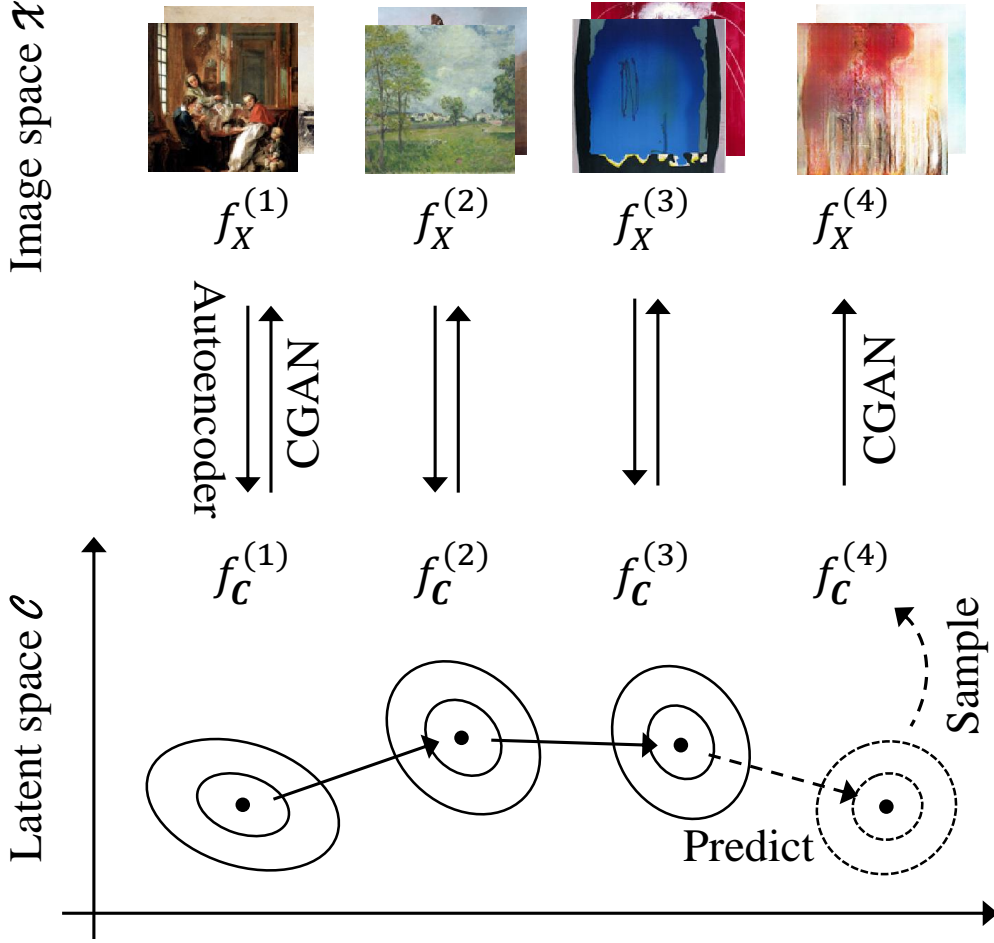 Image space 𝒳
f_X^{(1)} f_X^{(2)} f_X^{(3)} f_X^{(4)}
Autoencoder
CGAN
CGAN
f_C^{(1)} f_C^{(2)} f_C^{(3)} f_C^{(4)}
Latent space 𝒞
Sample
Predict